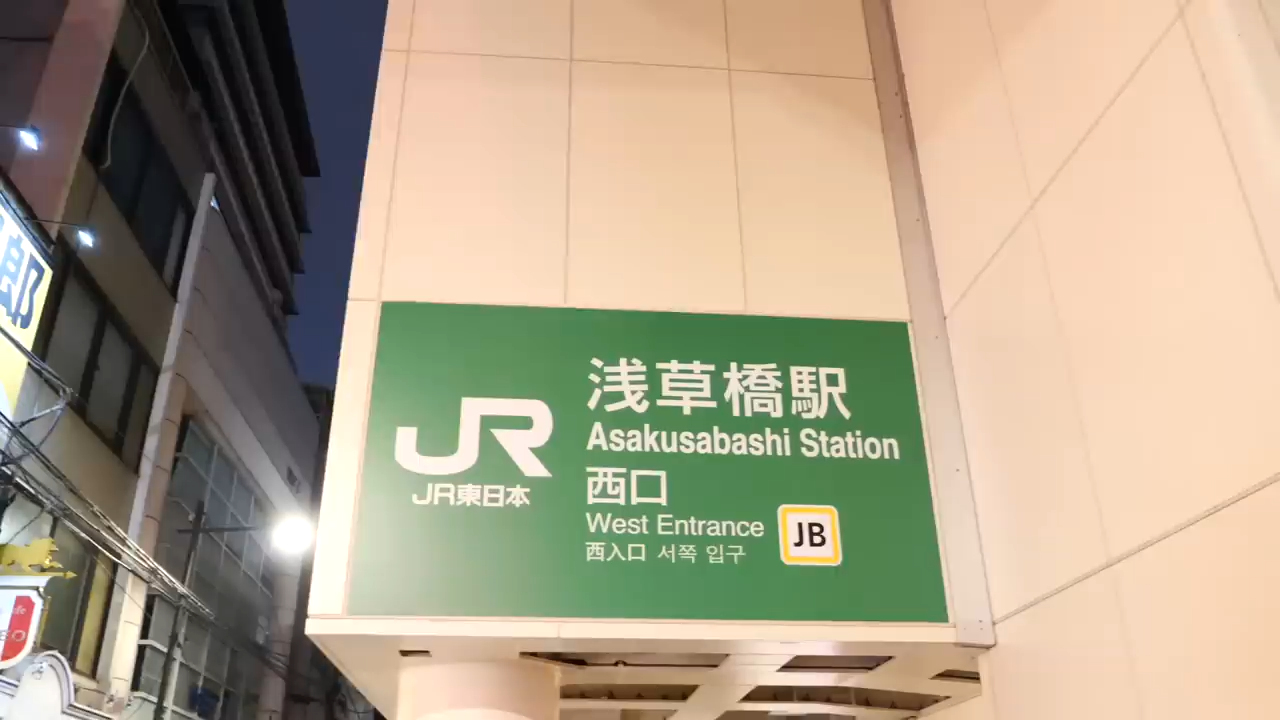 郎
JR
JR東日本
浅草橋駅
Asakusabashi Station
西口
West Entrance
西入口 서쪽 입구
JB